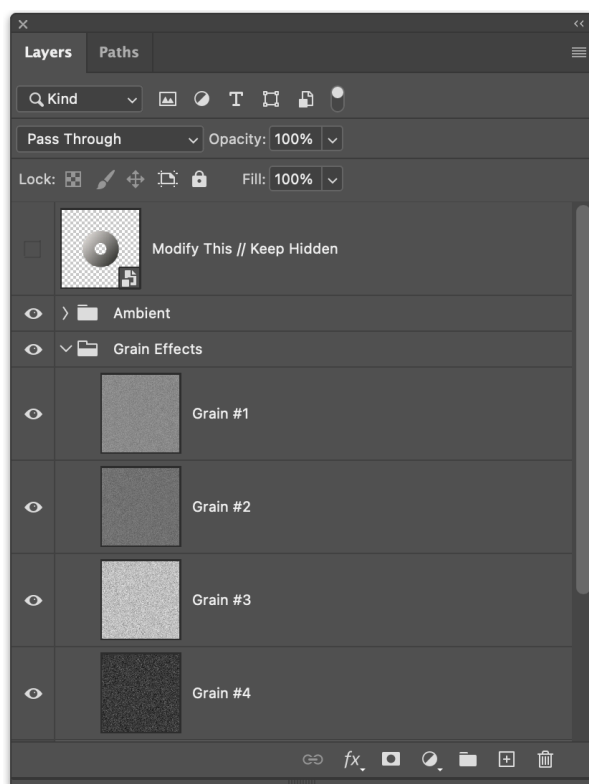 Layers Paths
Kind
Pass Through Opacity: 100%
Lock: Fill: 100%
Modify This // Keep Hidden
Ambient
Grain Effects
Grain #1
Grain #2
Grain #3
Grain #4
fx